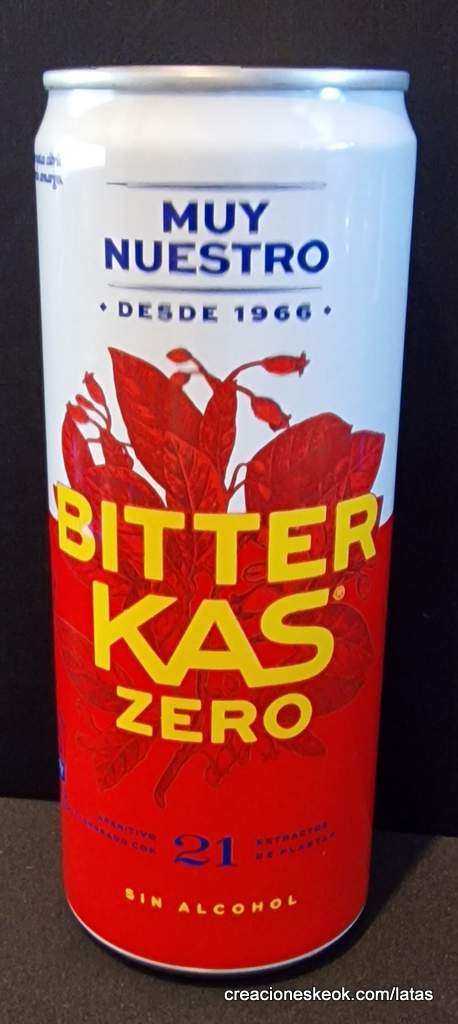 MUY
NUESTRO
• DESDE 1966 •
BITTER
KAS®
ZERO
APERITIVO
ELABORADO CON
21
EXTRACTOS
DE PLANTAS
SIN ALCOHOL
creacioneskeok.com/latas